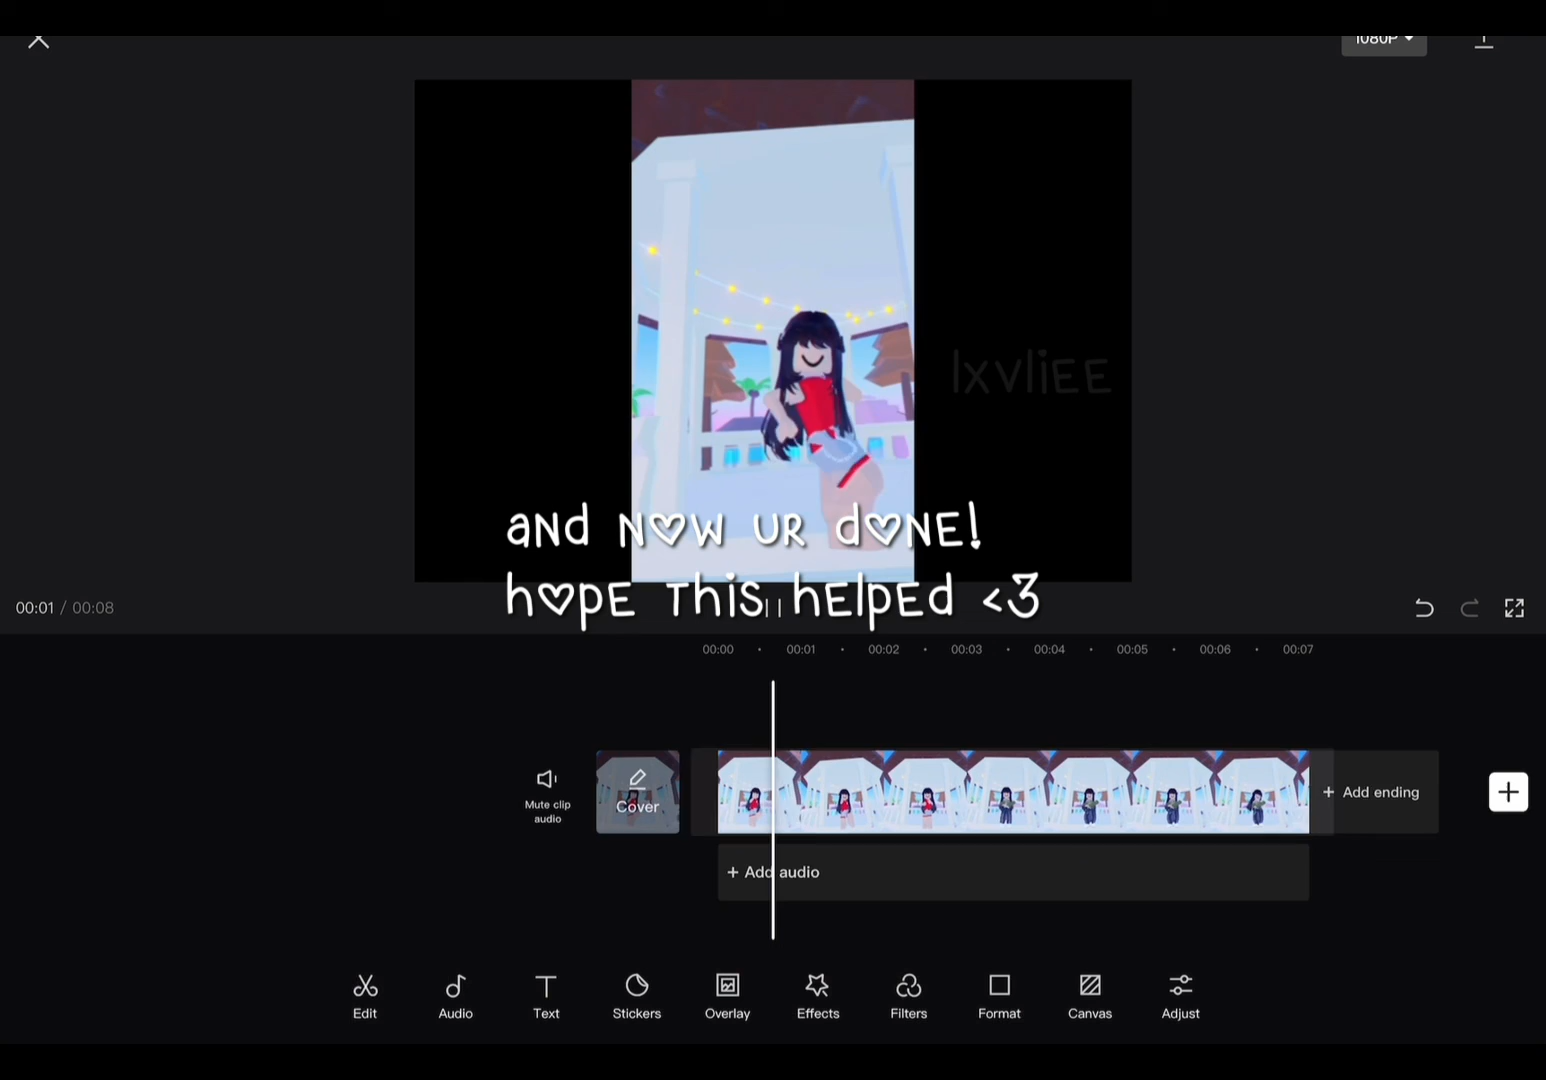 1080P
lxvliEE
aNd NOW UR dONE!
hOpE This hElpEd <3
00:01 / 00:08
00:00 00:01 00:02 00:03 00:04 00:05 00:06 00:07
Mute clip
audio
Cover
+ Add ending
+ Add audio
Edit Audio Text Stickers Overlay Effects Filters Format Canvas Adjust